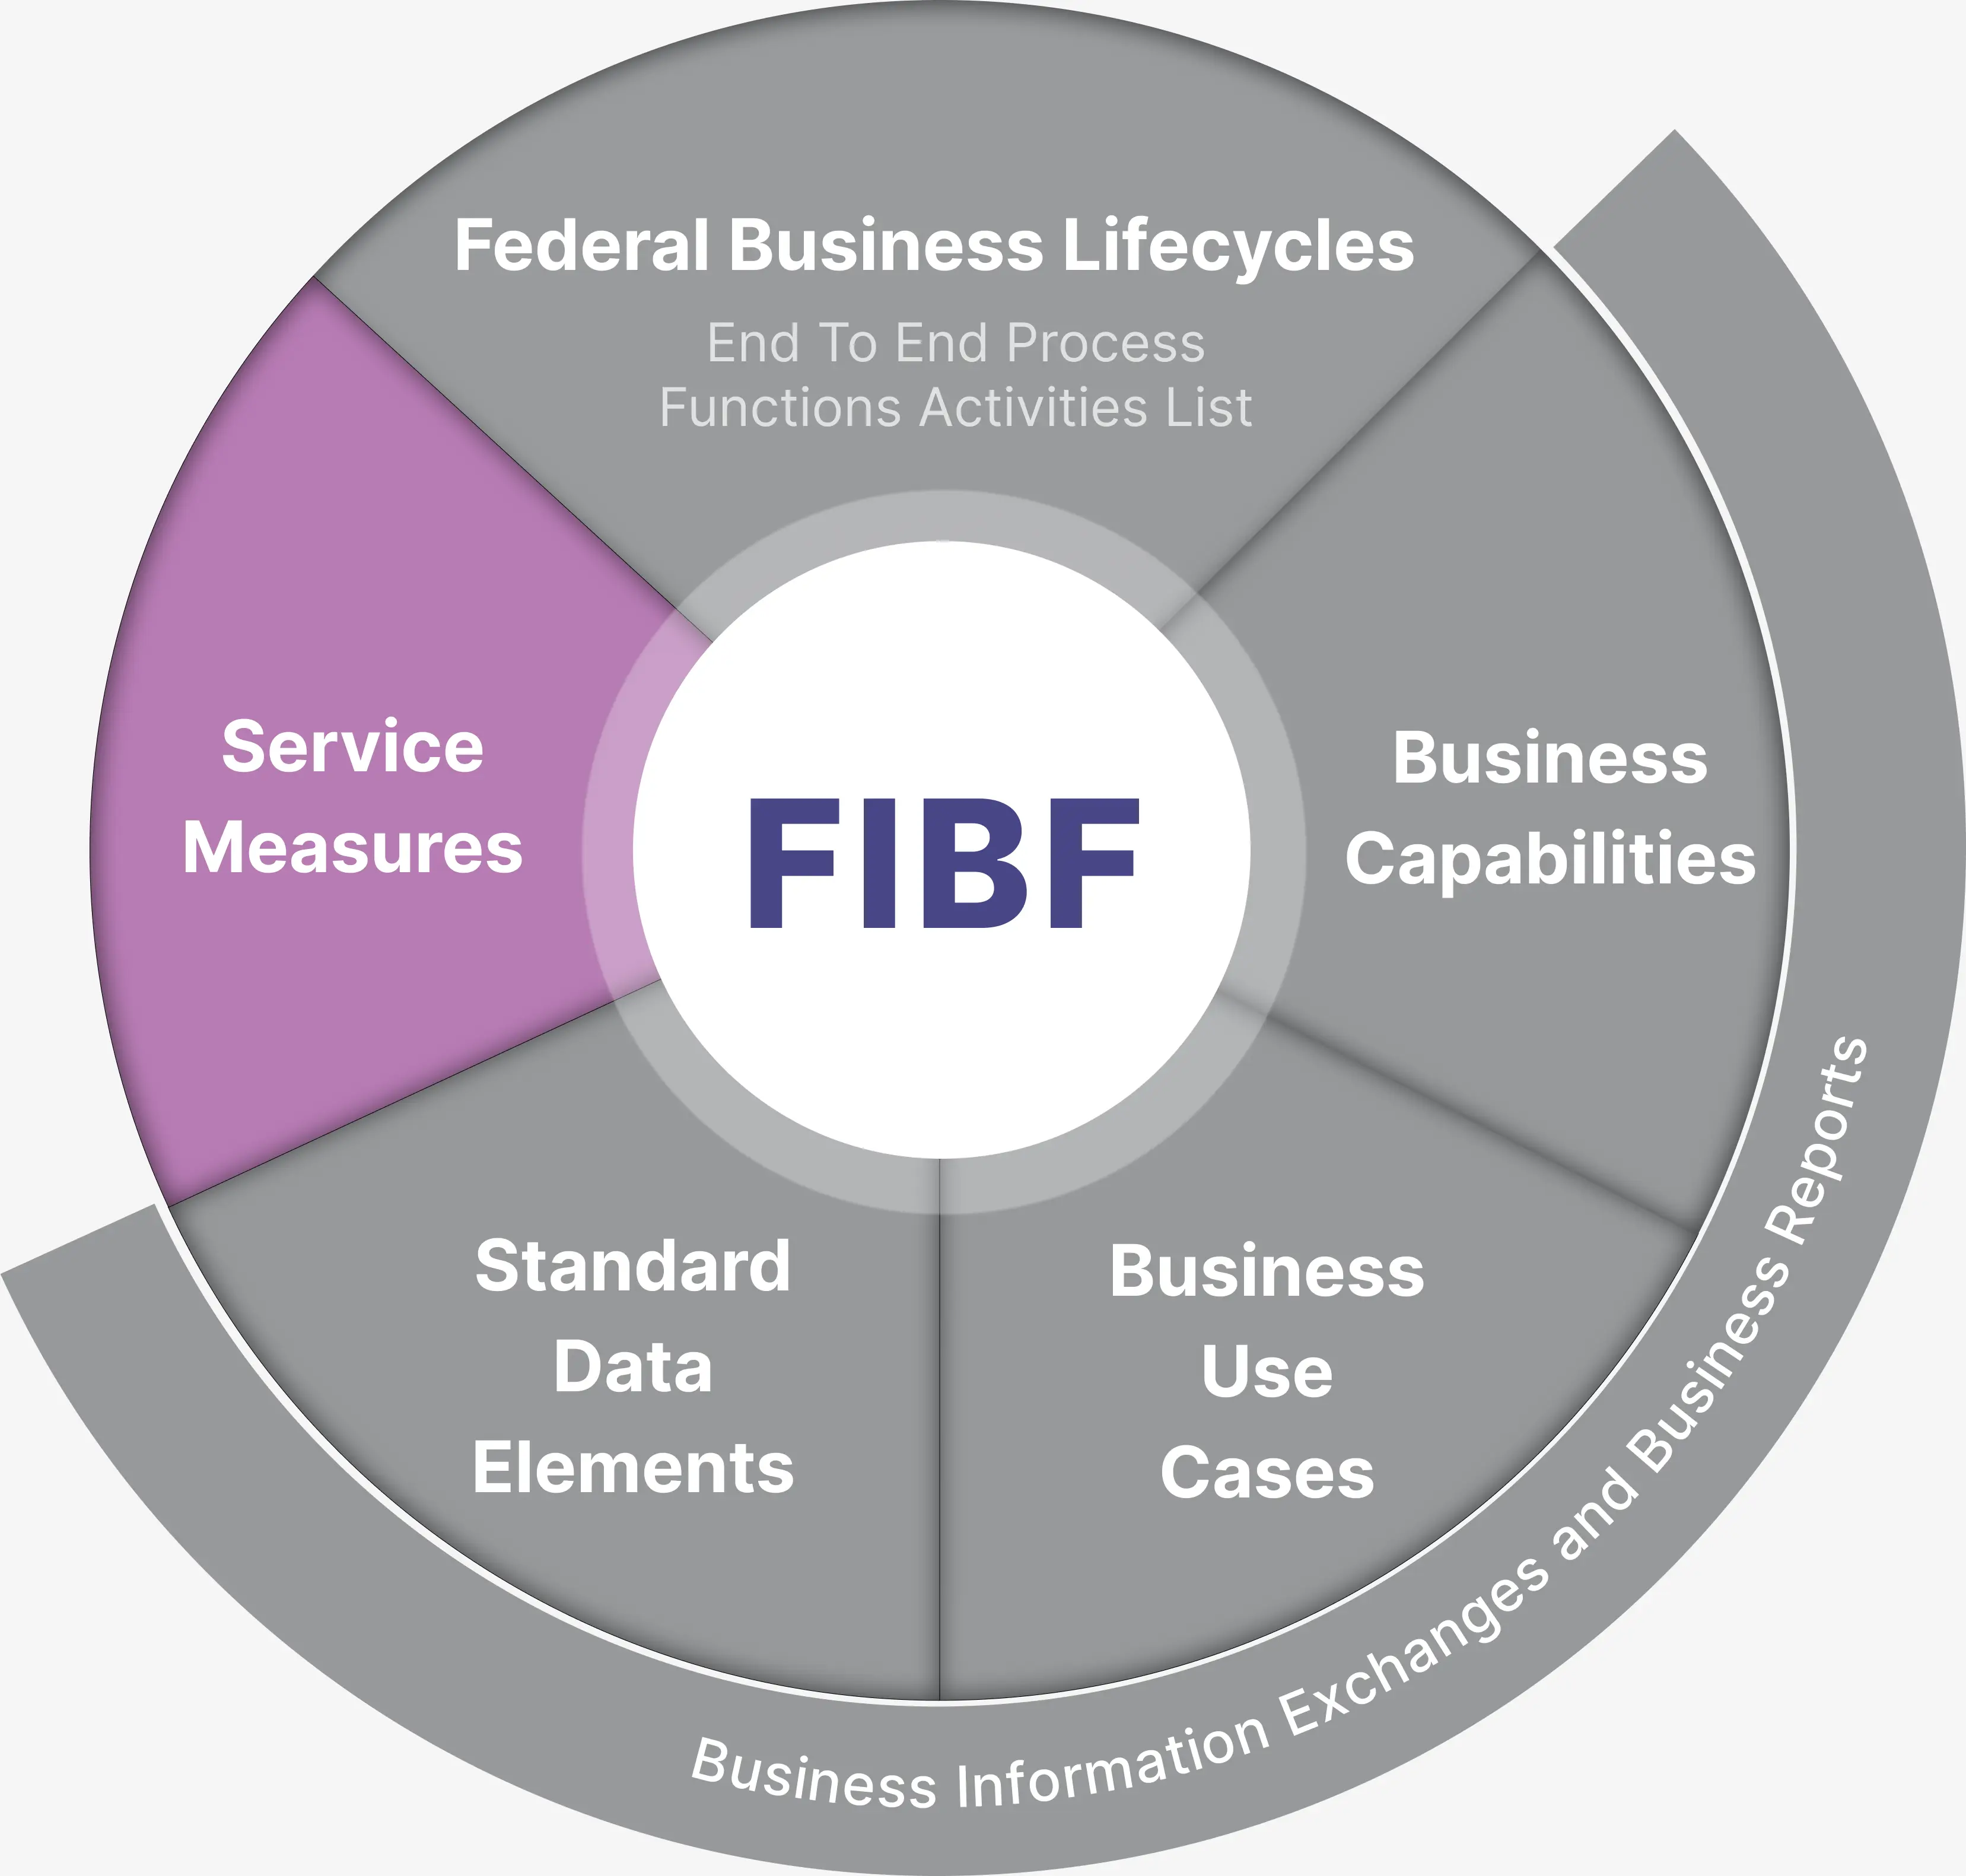 Federal Business Lifecycles
End To End Process
Functions Activities List
Service
Measures
FIBF
Business
Capabilities
Standard
Data
Elements
Business
Use
Cases
Business Information Exchanges and Business Reports